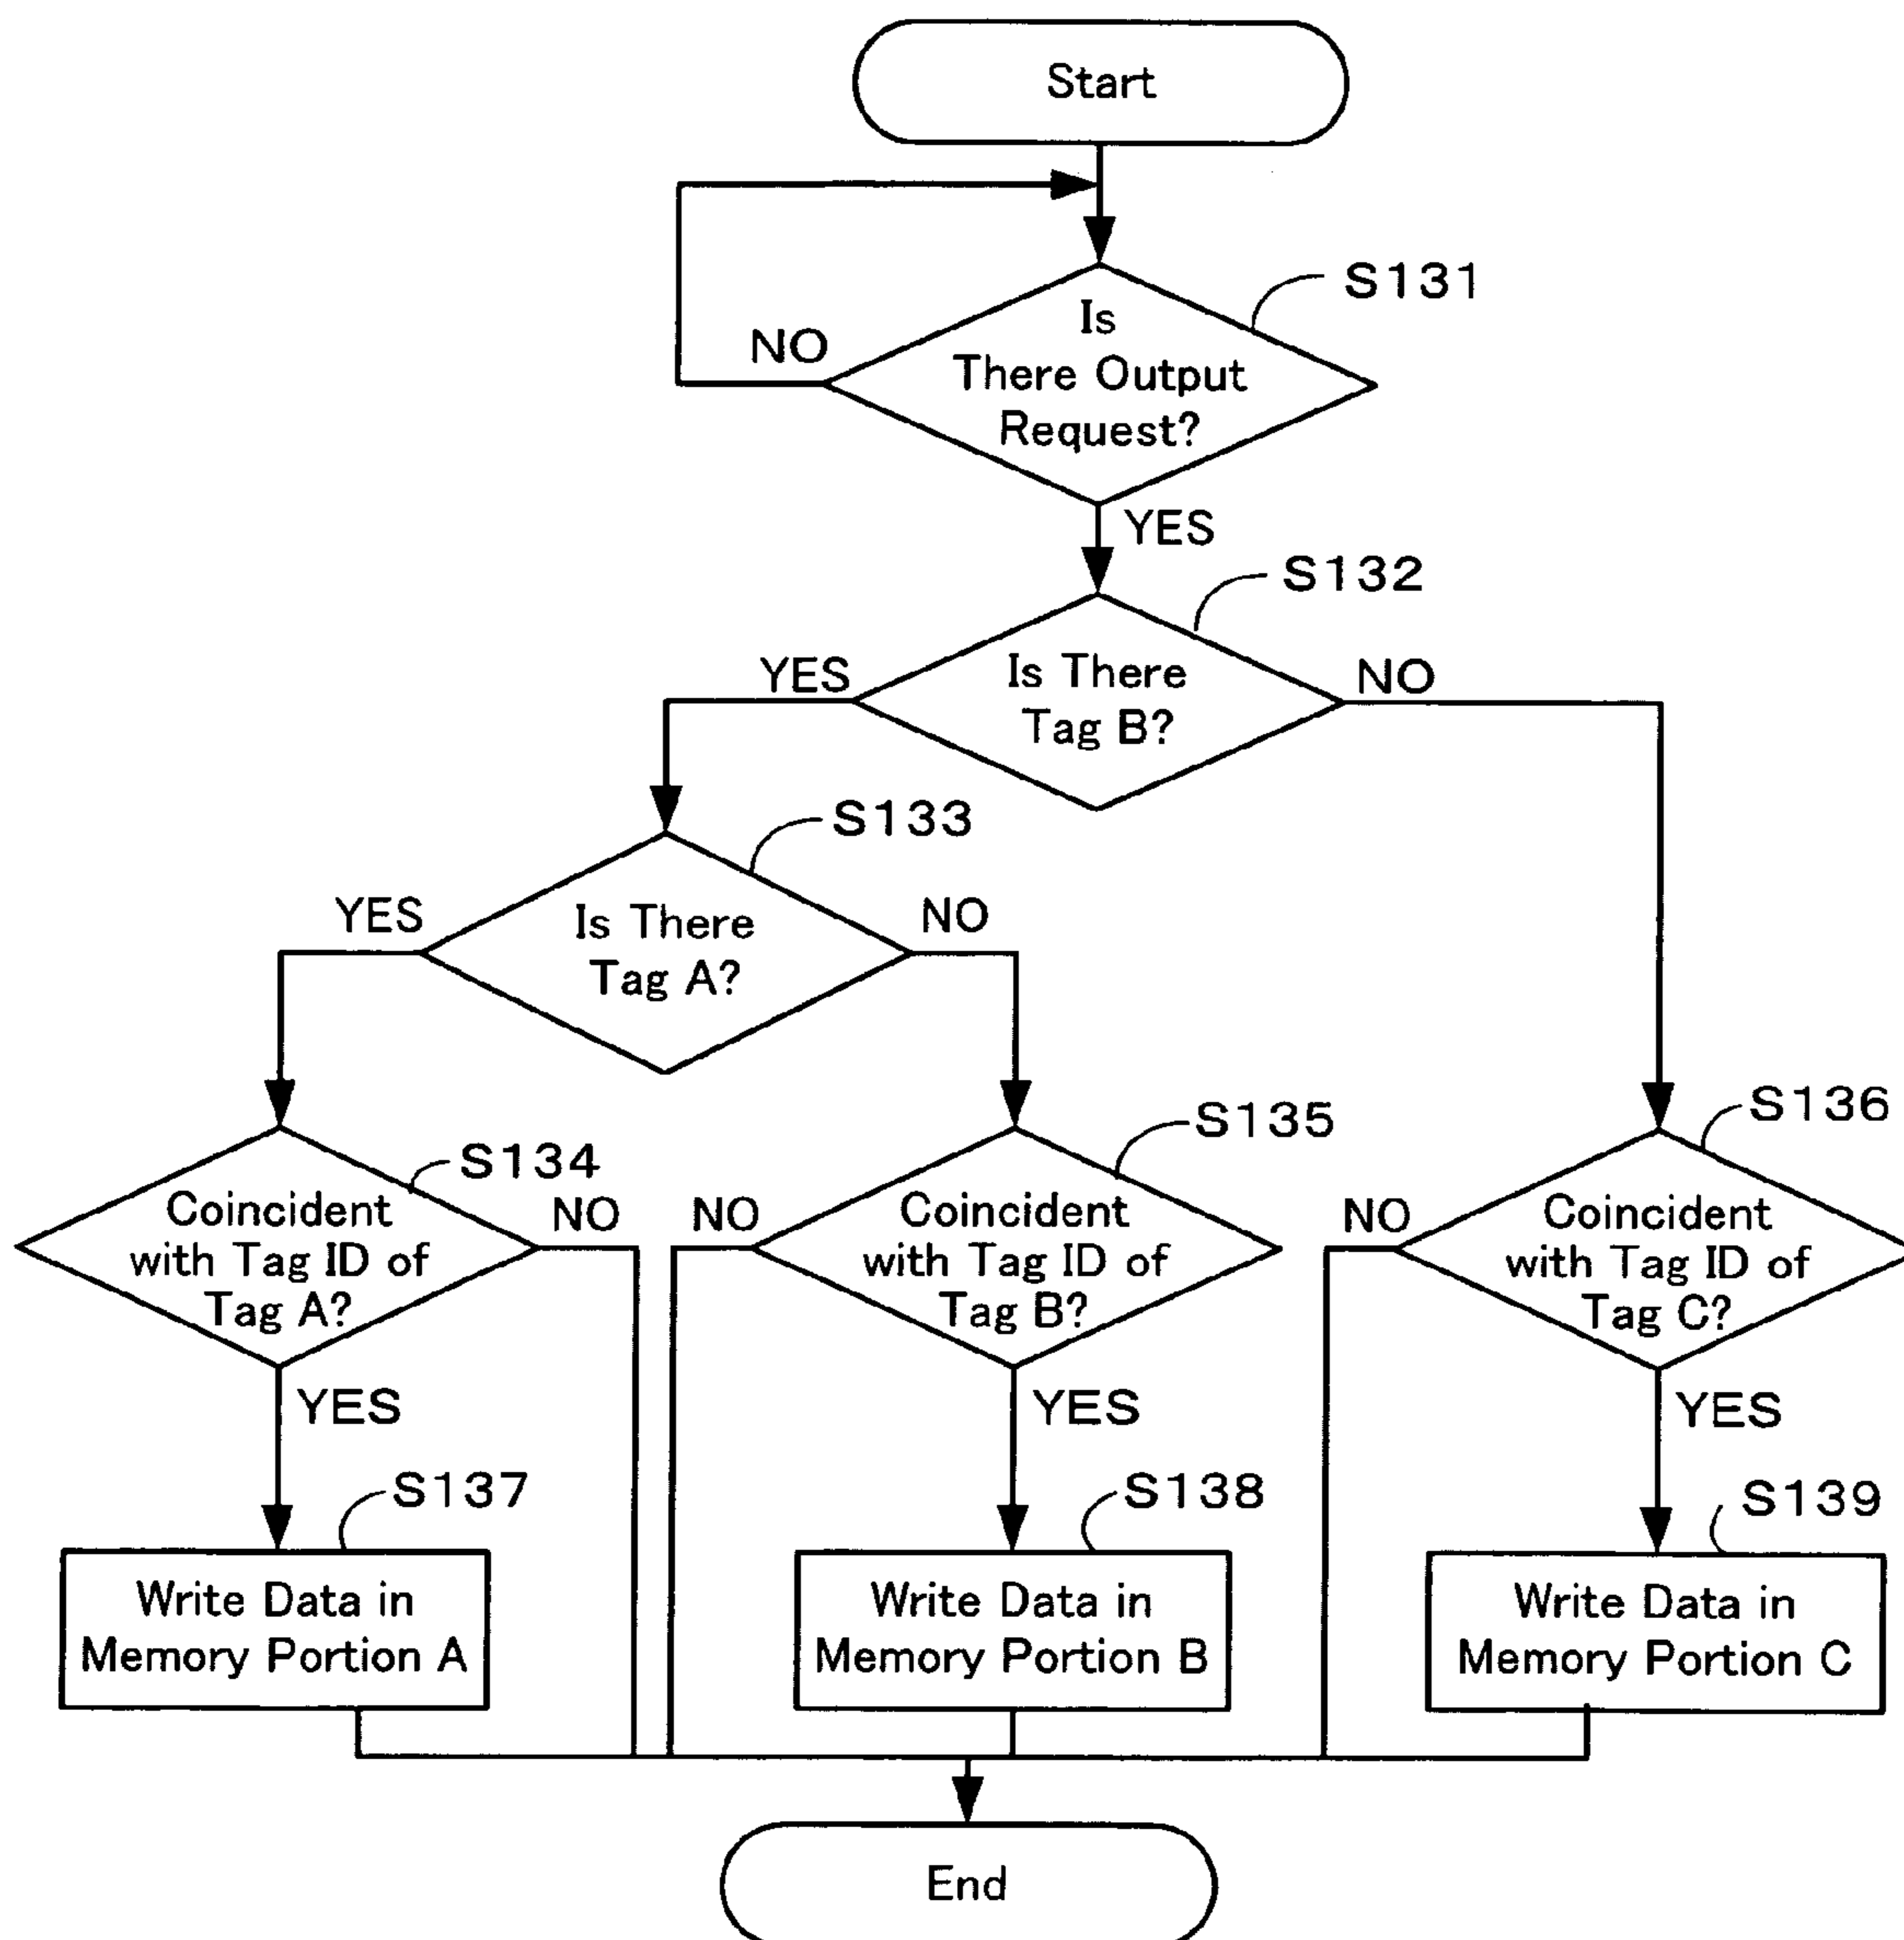 Start
S131
Is
There Output
Request?
NO
YES
S132
Is There
Tag B?
YES
NO
S133
Is There
Tag A?
YES
NO
S134
Coincident
with Tag ID of
Tag A?
NO
YES
S135
Coincident
with Tag ID of
Tag B?
NO
YES
S136
Coincident
with Tag ID of
Tag C?
NO
YES
S137
Write Data in
Memory Portion A
S138
Write Data in
Memory Portion B
S139
Write Data in
Memory Portion C
End